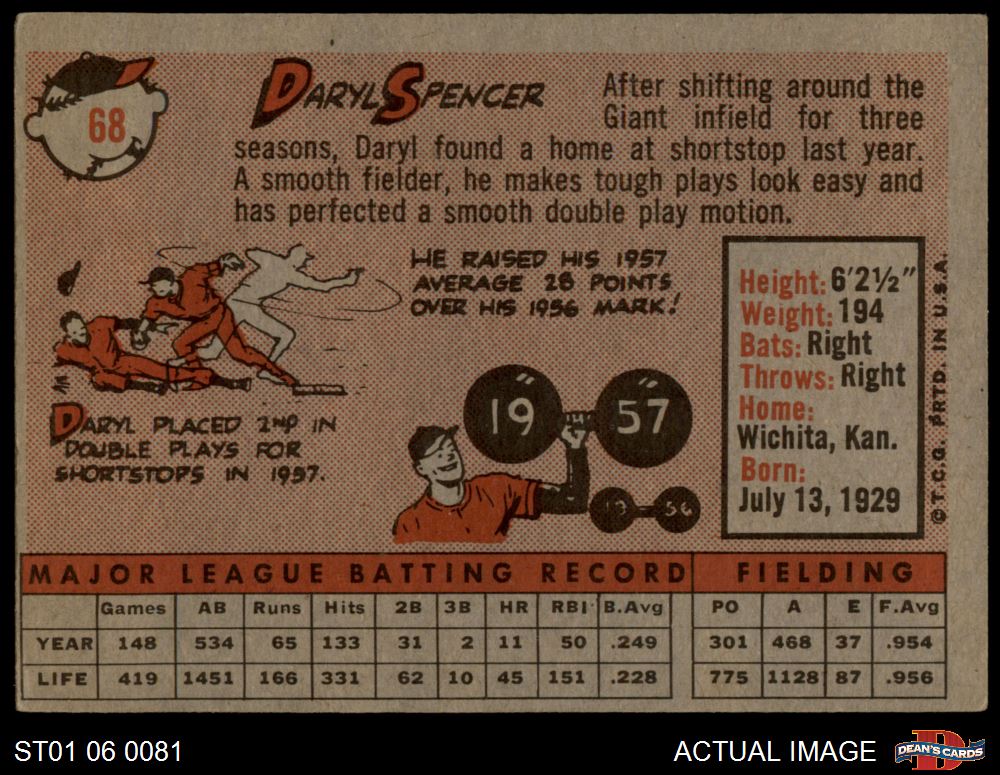 68
DARYL SPENCER
After shifting around the
Giant infield for three
seasons, Daryl found a home at shortstop last year.
A smooth fielder, he makes tough plays look easy and
has perfected a smooth double play motion.
HE RAISED HIS 1957
AVERAGE 28 POINTS
OVER HIS 1956 MARK!
DARYL PLACED 2ND IN
DOUBLE PLAYS FOR
SHORTSTOPS IN 1957.
19 57
19 56
Height: 6'2½"
Weight: 194
Bats: Right
Throws: Right
Home:
Wichita, Kan.
Born:
July 13, 1929
©T.C.G. PRTD. IN U.S.A.
MAJOR LEAGUE BATTING RECORD FIELDING
Games AB Runs Hits 2B 3B HR RBI B.Avg PO A E F.Avg
YEAR 148 534 65 133 31 2 11 50 .249 301 468 37 .954
LIFE 419 1451 166 331 62 10 45 151 .228 775 1128 87 .956
ST01 06 0081
ACTUAL IMAGE
D
DEAN'S CARDS